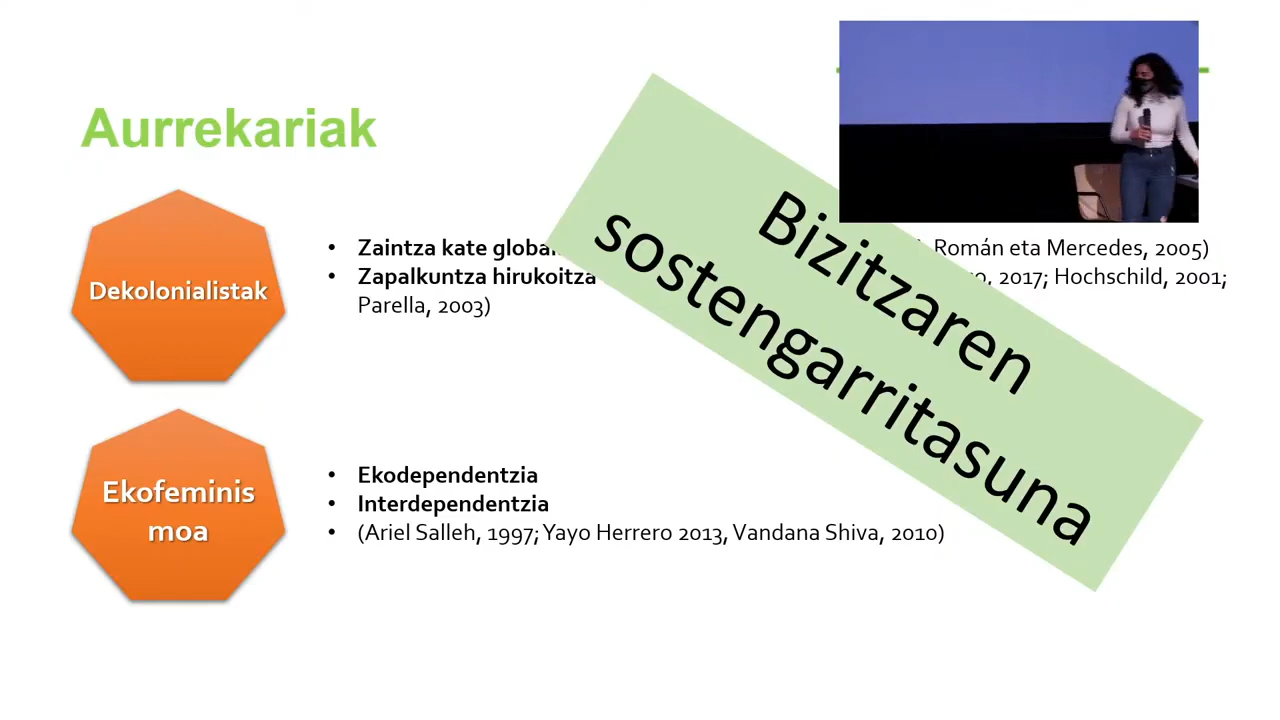 Aurrekariak
Dekolonialistak
• Zaintza kate
Román eta Mercedes, 2005)
• Zapalkuntza hirukoitza
2017; Hochschild, 2001;
Parella, 2003)
Bizitzaren
sostengarritasuna
Ekofeminis
moa
• Ekodependentzia
• Interdependentzia
• (Ariel Salleh, 1997; Yayo Herrero 2013, Vandana Shiva, 2010)